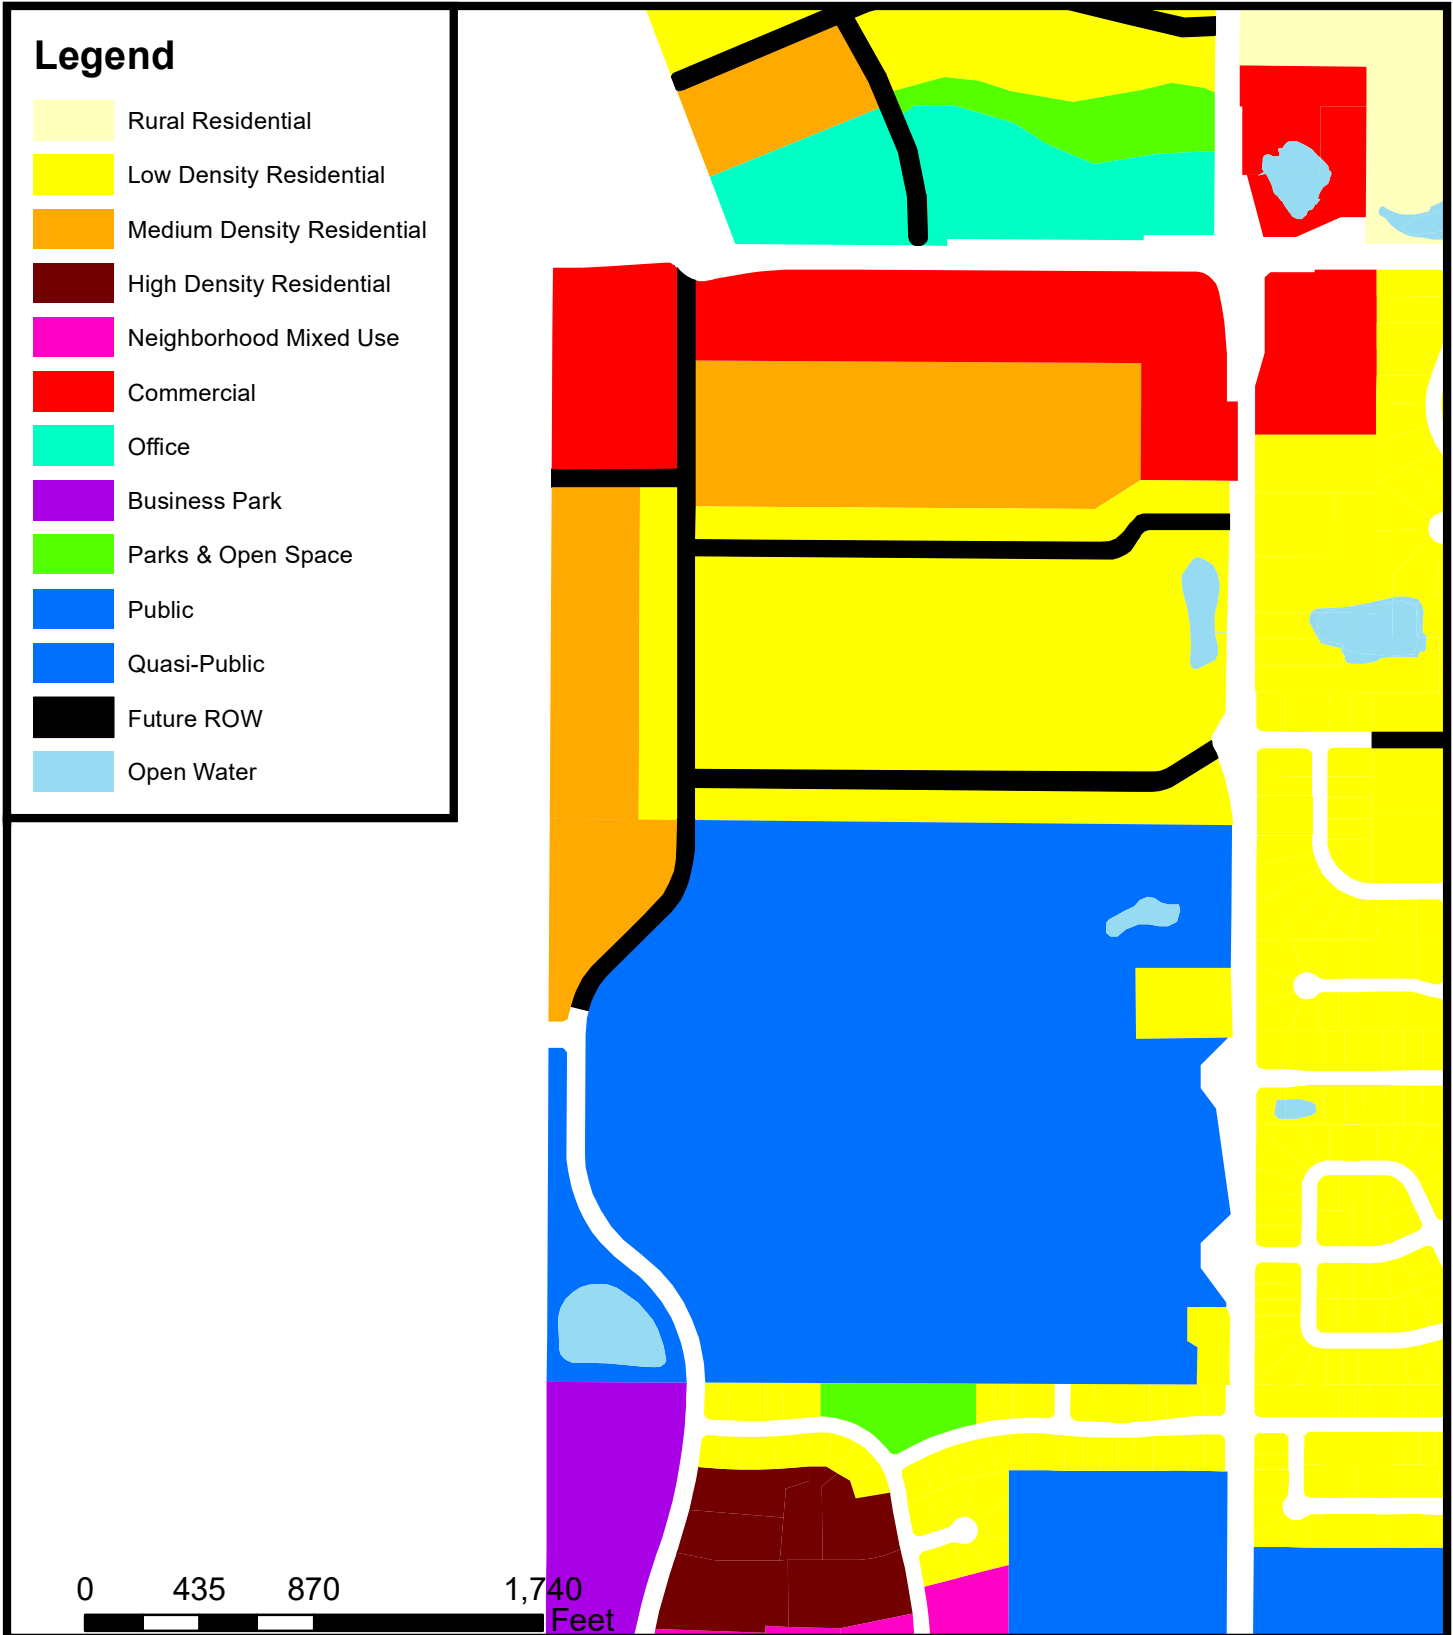 Legend
Rural Residential
Low Density Residential
Medium Density Residential
High Density Residential
Neighborhood Mixed Use
Commercial
Office
Business Park
Parks & Open Space
Public
Quasi-Public
Future ROW
Open Water
0 435 870 1,740
Feet